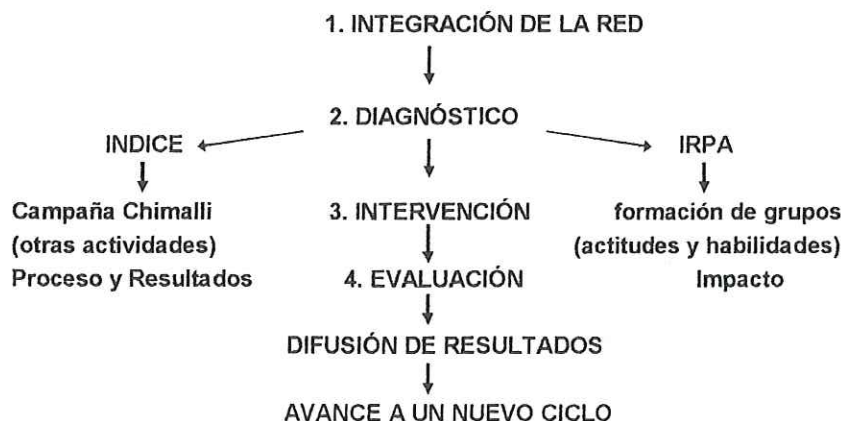 1. INTEGRACIÓN DE LA RED
2. DIAGNÓSTICO
INDICE
IRPA
Campaña Chimalli
(otras actividades)
Proceso y Resultados
3. INTERVENCIÓN
formación de grupos
(actitudes y habilidades)
Impacto
4. EVALUACIÓN
DIFUSIÓN DE RESULTADOS
AVANCE A UN NUEVO CICLO